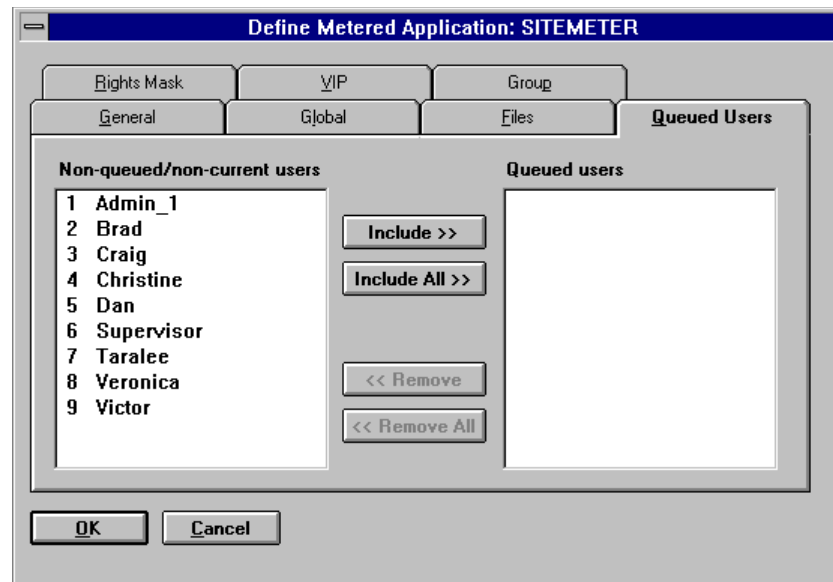 Define Metered Application: SITEMETER
Rights Mask
VIP
Group
General
Global
Files
Queued Users
Non-queued/non-current users
1 Admin_1
2 Brad
3 Craig
4 Christine
5 Dan
6 Supervisor
7 Taralee
8 Veronica
9 Victor
Include >>
Include All >>
<< Remove
<< Remove All
Queued users
OK
Cancel